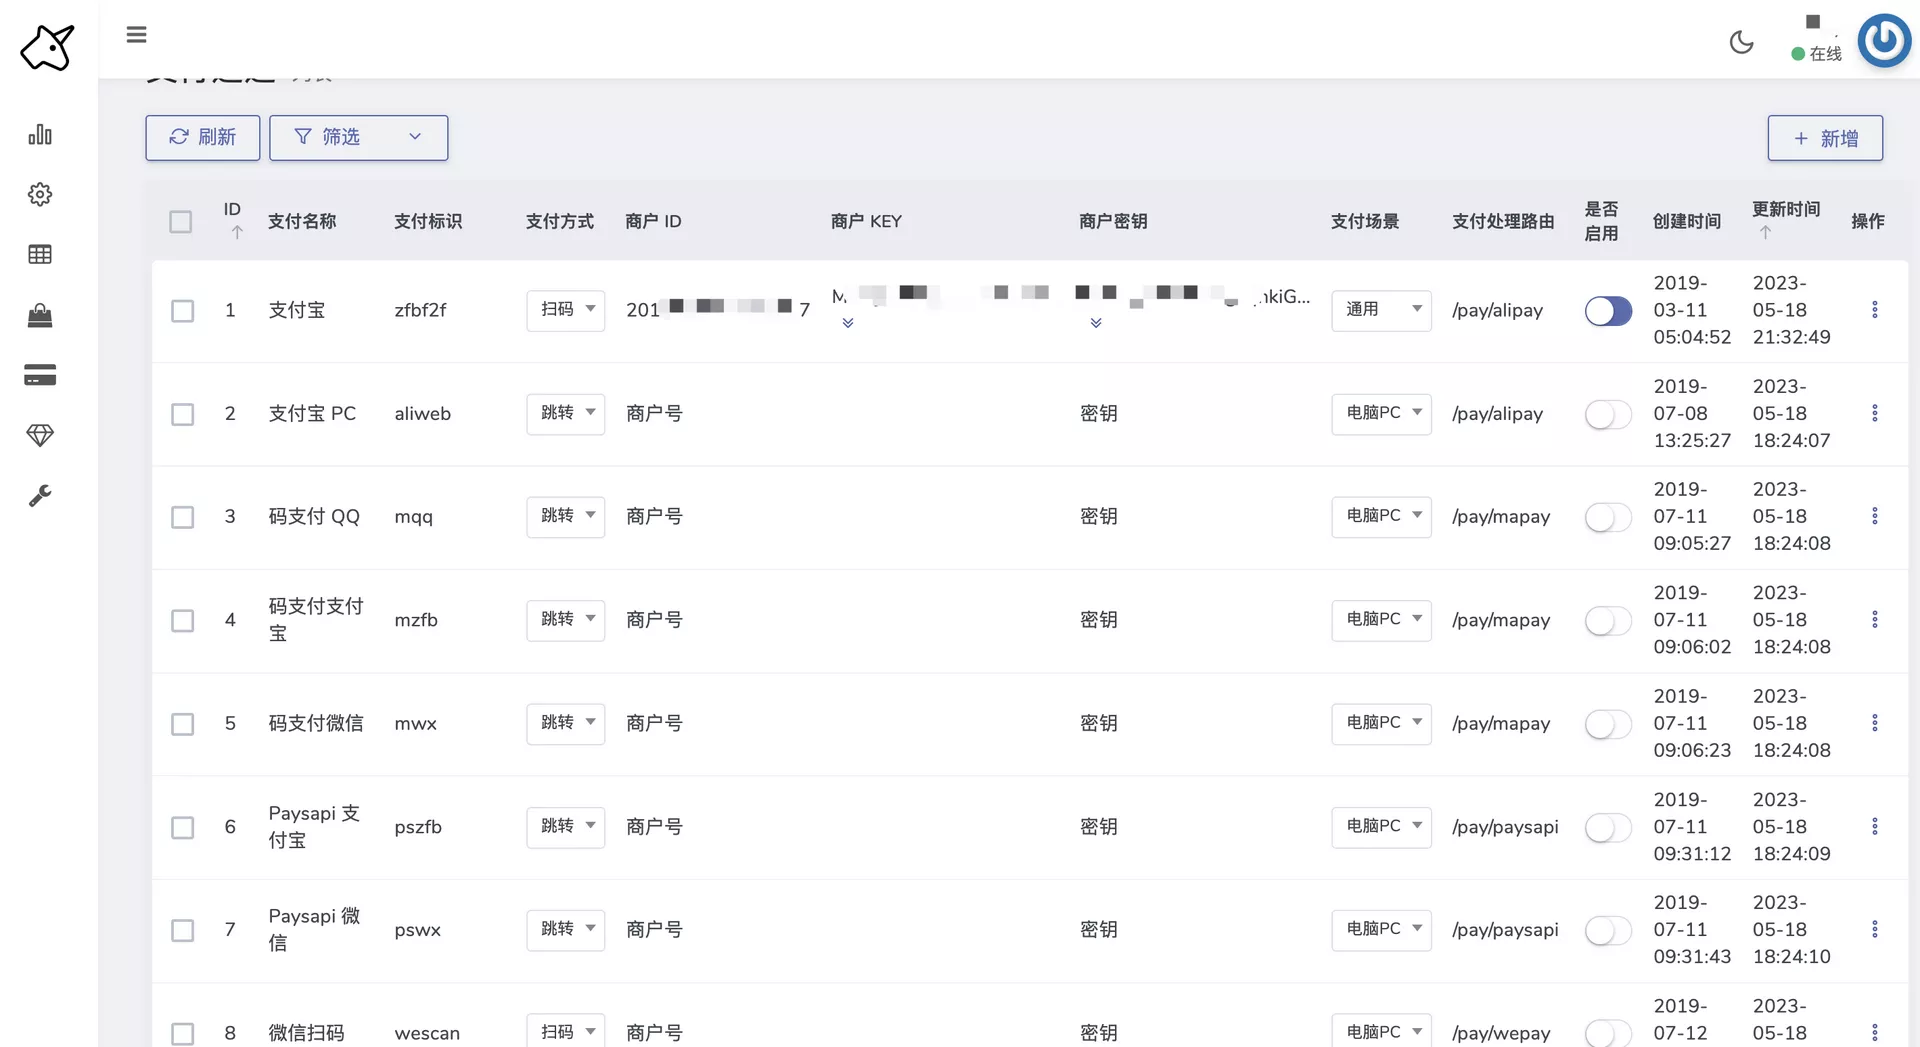 在线
刷新
筛选
新增
ID 支付名称 支付标识 支付方式 商户 ID 商户 KEY 商户密钥 支付场景 支付处理路由 是否启用 创建时间 更新时间 操作
1 支付宝 zfbf2f 扫码 201 7 M hkiG... 通用 /pay/alipay 2019-03-11 05:04:52 2023-05-18 21:32:49
2 支付宝 PC aliweb 跳转 商户号 密钥 电脑PC /pay/alipay 2019-07-08 13:25:27 2023-05-18 18:24:07
3 码支付 QQ mqq 跳转 商户号 密钥 电脑PC /pay/mapay 2019-07-11 09:05:27 2023-05-18 18:24:08
4 码支付支付宝 mzfb 跳转 商户号 密钥 电脑PC /pay/mapay 2019-07-11 09:06:02 2023-05-18 18:24:08
5 码支付微信 mwx 跳转 商户号 密钥 电脑PC /pay/mapay 2019-07-11 09:06:23 2023-05-18 18:24:08
6 Paysapi 支付宝 pszfb 跳转 商户号 密钥 电脑PC /pay/paysapi 2019-07-11 09:31:12 2023-05-18 18:24:09
7 Paysapi 微信 pswx 跳转 商户号 密钥 电脑PC /pay/paysapi 2019-07-11 09:31:43 2023-05-18 18:24:10
8 微信扫码 wescan 扫码 商户号 密钥 电脑PC /pay/wepay 2019-07-12 2023-05-18